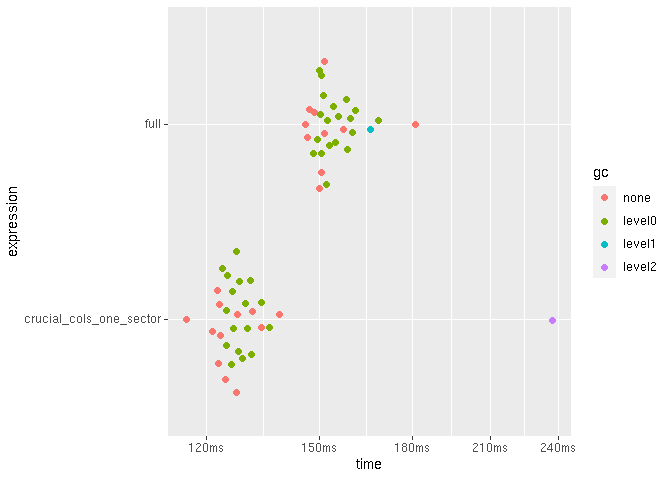 full
crucial_cols_one_sector
expression
120ms
150ms
180ms
210ms
240ms
time
gc
none
level0
level1
level2